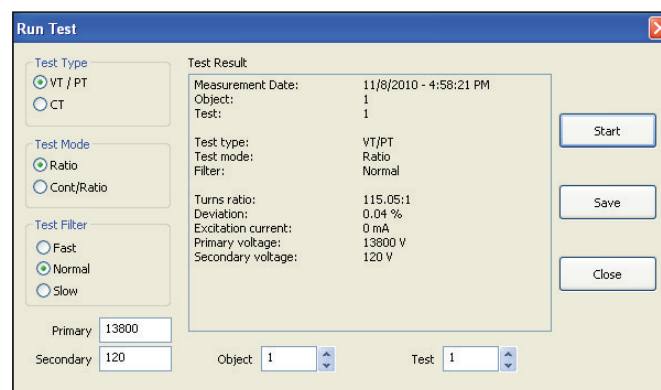 Run Test
Test Type
VT / PT
CT
Test Mode
Ratio
Cont/Ratio
Test Filter
Fast
Normal
Slow
Primary 13800
Secondary 120
Test Result
Measurement Date: 11/8/2010 - 4:58:21 PM
Object: 1
Test: 1
Test type: VT/PT
Test mode: Ratio
Filter: Normal
Turns ratio: 115.05:1
Deviation: 0.04 %
Excitation current: 0 mA
Primary voltage: 13800 V
Secondary voltage: 120 V
Object 1
Test 1
Start
Save
Close